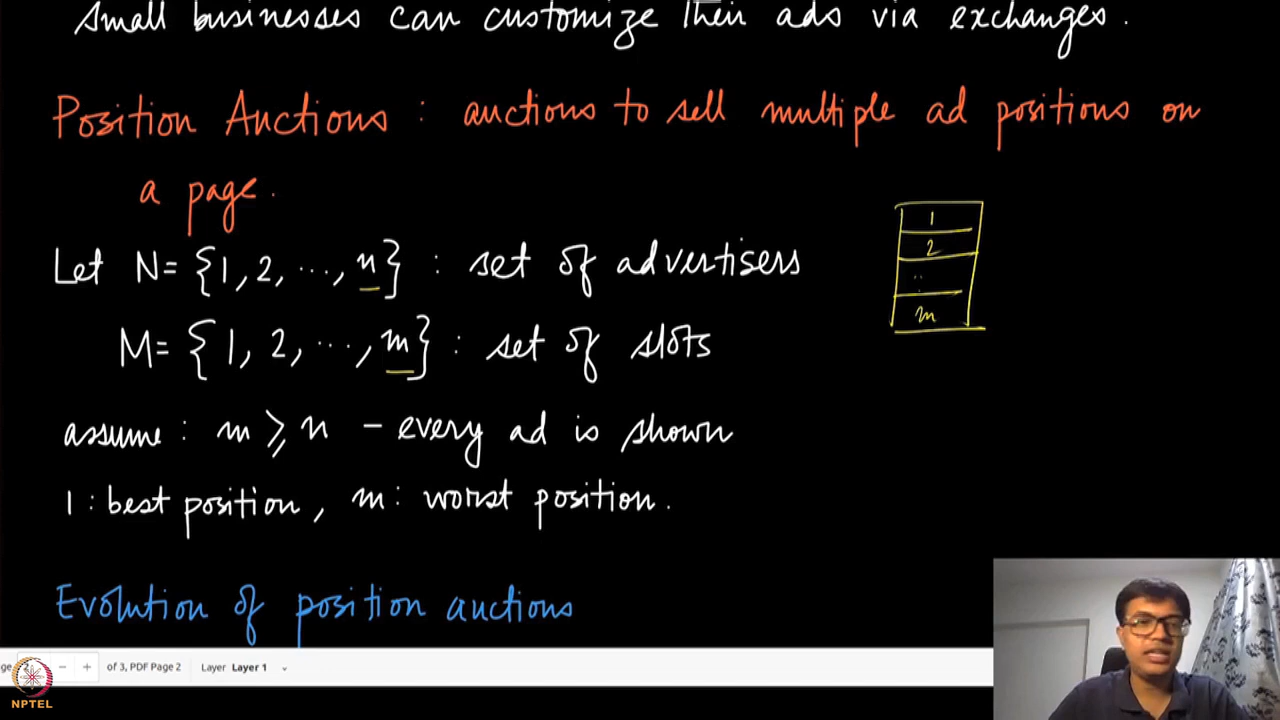 Small businesses can customize their ads via exchanges.
Position Auctions : auctions to sell multiple ad positions on
a page.
Let N= {1, 2, ..., n} : set of advertisers
M= {1, 2, ..., m} : set of slots
1
2
..
m
assume : m ≥ n - every ad is shown
1 : best position, m : worst position.
Evolution of position auctions
ge 2 − + of 3, PDF Page 2 Layer Layer 1
NPTEL